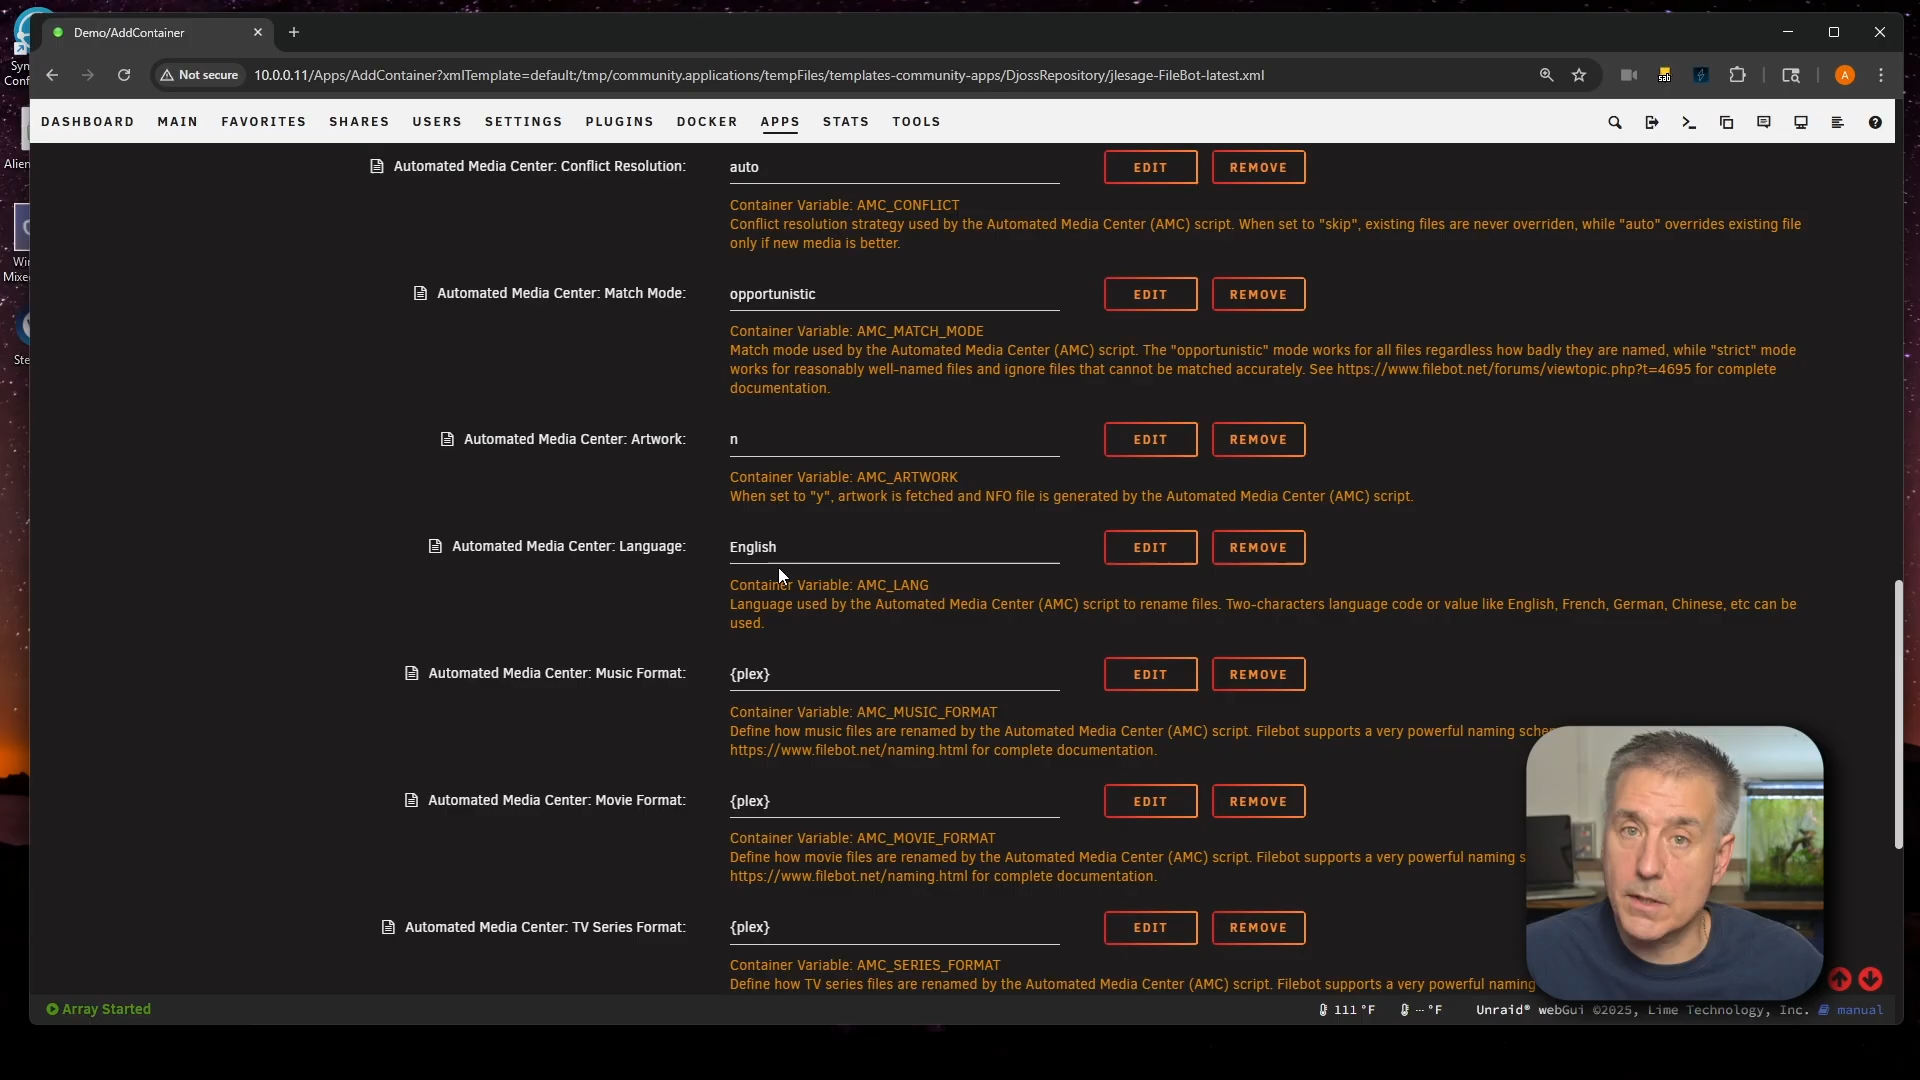 Demo/AddContainer
Not secure
10.0.0.11/Apps/AddContainer?xmlTemplate=default:/tmp/community.applications/tempFiles/templates-community-apps/DjossRepository/jlesage-FileBot-latest.xml
A
DASHBOARD MAIN FAVORITES SHARES USERS SETTINGS PLUGINS DOCKER APPS STATS TOOLS
Automated Media Center: Conflict Resolution: auto EDIT REMOVE
Container Variable: AMC_CONFLICT
Conflict resolution strategy used by the Automated Media Center (AMC) script. When set to "skip", existing files are never overriden, while "auto" overrides existing file
only if new media is better.
Automated Media Center: Match Mode: opportunistic EDIT REMOVE
Container Variable: AMC_MATCH_MODE
Match mode used by the Automated Media Center (AMC) script. The "opportunistic" mode works for all files regardless how badly they are named, while "strict" mode
works for reasonably well-named files and ignore files that cannot be matched accurately. See https://www.filebot.net/forums/viewtopic.php?t=4695 for complete
documentation.
Automated Media Center: Artwork: n EDIT REMOVE
Container Variable: AMC_ARTWORK
When set to "y", artwork is fetched and NFO file is generated by the Automated Media Center (AMC) script.
Automated Media Center: Language: English EDIT REMOVE
Container Variable: AMC_LANG
Language used by the Automated Media Center (AMC) script to rename files. Two-characters language code or value like English, French, German, Chinese, etc can be
used.
Automated Media Center: Music Format: {plex} EDIT REMOVE
Container Variable: AMC_MUSIC_FORMAT
Define how music files are renamed by the Automated Media Center (AMC) script. Filebot supports a very powerful naming
https://www.filebot.net/naming.html for complete documentation.
Automated Media Center: Movie Format: {plex} EDIT REMOVE
Container Variable: AMC_MOVIE_FORMAT
Define how movie files are renamed by the Automated Media Center (AMC) script. Filebot supports a very powerful naming
https://www.filebot.net/naming.html for complete documentation.
Automated Media Center: TV Series Format: {plex} EDIT REMOVE
Container Variable: AMC_SERIES_FORMAT
Define how TV series files are renamed by the Automated Media Center (AMC) script. Filebot supports a very powerful naming
Array Started 111 °F -- °F Unraid® webGui ©2025, Lime Technology, Inc. manual